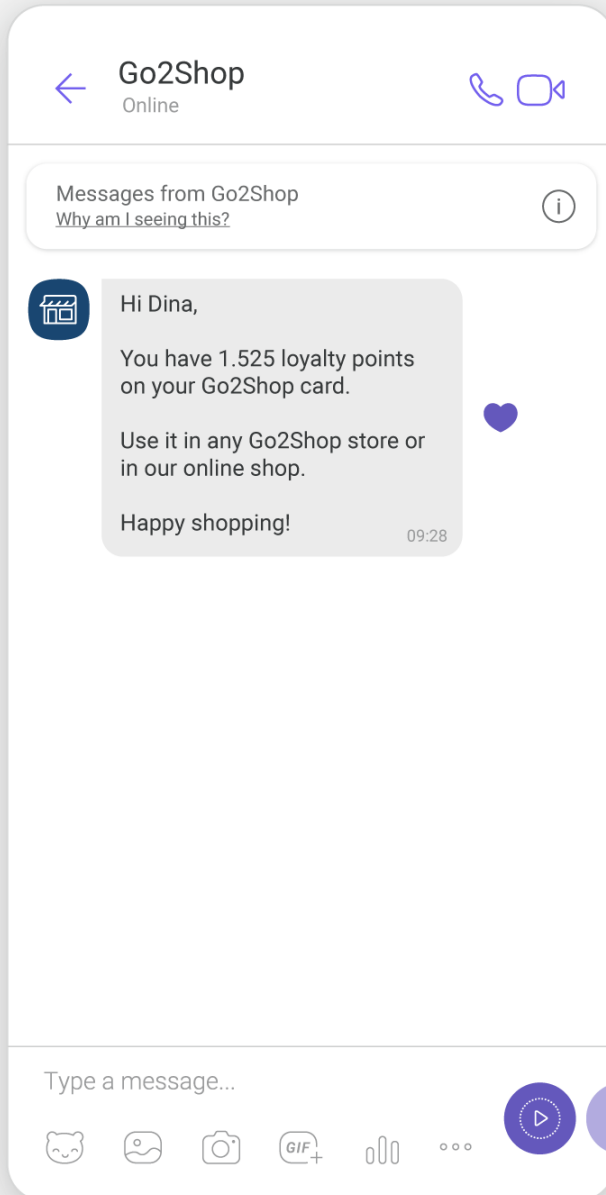 Go2Shop
Online
Messages from Go2Shop
Why am I seeing this?
Hi Dina,
You have 1.525 loyalty points
on your Go2Shop card.
Use it in any Go2Shop store or
in our online shop.
Happy shopping!
09:28
Type a message...
GIF